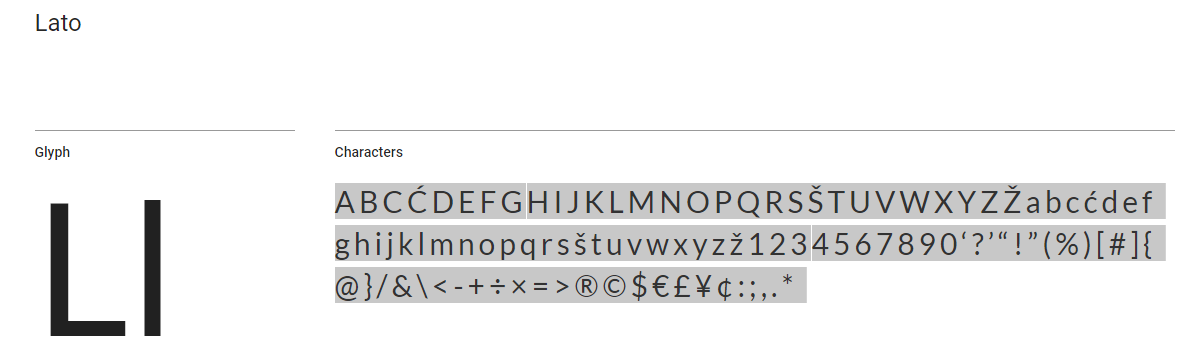 Lato
Glyph
Characters
Ll
ABCĆDEFGHIJKLMNOPQRSŠTUVWXYZŽabcćdef
ghijklmnopqrsštuvwxyzž1234567890‘?’“!”(%)[#]{
@}/&\<-+÷×=>®©$€£¥¢:;,.*